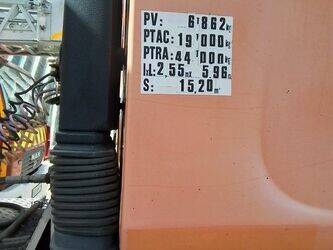 PV: 6'862kg
PTAC: 19'000kg
PTRA: 44'000kg
l.L: 2,55m x 5,96m
S: 15,20m²